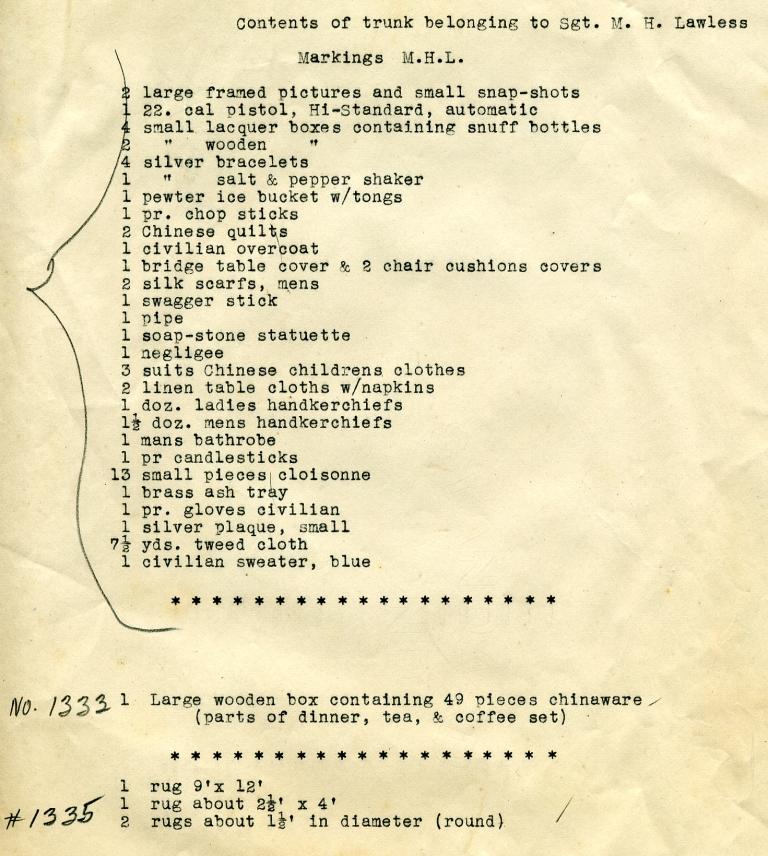 Contents of trunk belonging to Sgt. M. H. Lawless
Markings M.H.L.
2 large framed pictures and small snap-shots
1 22. cal pistol, Hi-Standard, automatic
4 small lacquer boxes containing snuff bottles
2 " wooden "
4 silver bracelets
1 " salt & pepper shaker
1 pewter ice bucket w/tongs
1 pr. chop sticks
2 Chinese quilts
1 civilian overcoat
1 bridge table cover & 2 chair cushions covers
2 silk scarfs, mens
1 swagger stick
1 pipe
1 soap-stone statuette
1 negligee
3 suits Chinese childrens clothes
2 linen table cloths w/napkins
1 doz. ladies handkerchiefs
1½ doz. mens handkerchiefs
1 mans bathrobe
1 pr candlesticks
13 small pieces cloisonne
1 brass ash tray
1 pr. gloves civilian
1 silver plaque, small
7½ yds. tweed cloth
1 civilian sweater, blue
* * * * * * * * * * * * * * * * * * *
No. 1333 1 Large wooden box containing 49 pieces chinaware
(parts of dinner, tea, & coffee set)
* * * * * * * * * * * * * * * * * * *
1 rug 9'x 12'
1 rug about 2½' x 4'
#1335 2 rugs about 1½' in diameter (round)